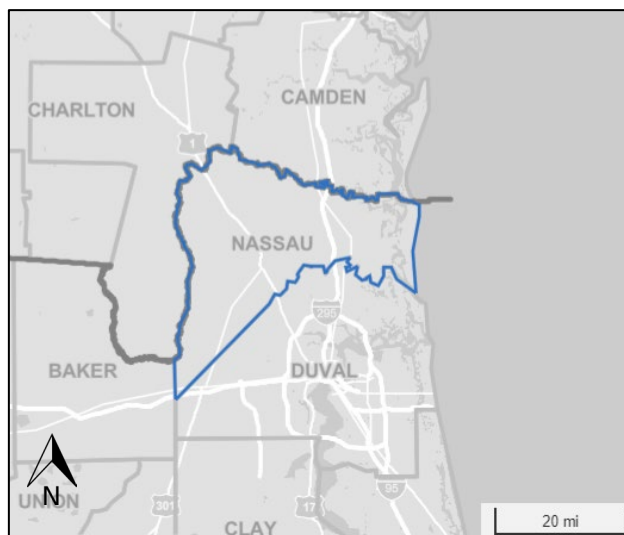 CAMDEN
CHARLTON
1
NASSAU
295
BAKER
DUVAL
N
UNION
301
17
95
20 mi
CLAY